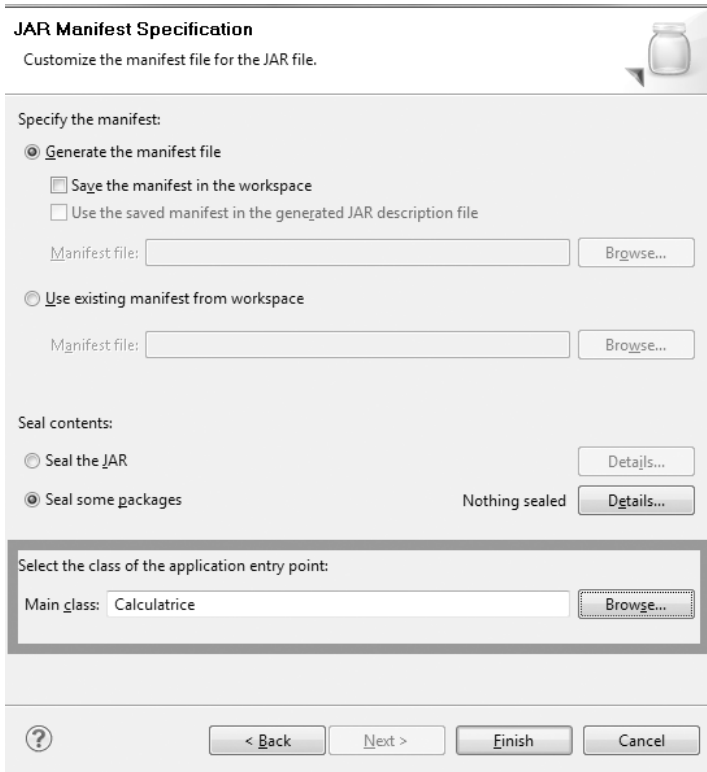 JAR Manifest Specification
Customize the manifest file for the JAR file.
Specify the manifest:
Generate the manifest file
Save the manifest in the workspace
Use the saved manifest in the generated JAR description file
Manifest file: Browse...
Use existing manifest from workspace
Manifest file: Browse...
Seal contents:
Seal the JAR Details...
Seal some packages Nothing sealed Details...
Select the class of the application entry point:
Main class: Calculatrice Browse...
? < Back Next > Finish Cancel